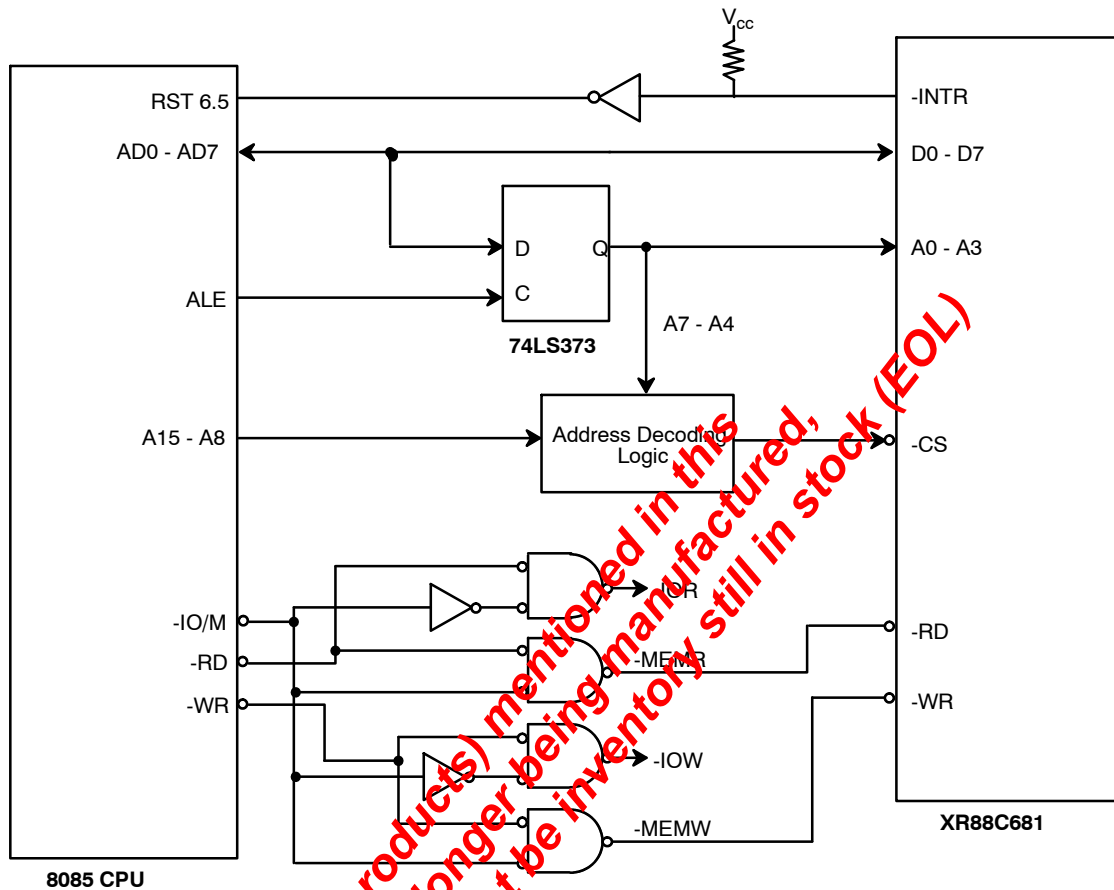 Vcc
RST 6.5
-INTR
AD0 - AD7
D0 - D7
D
Q
A0 - A3
ALE
C
A7 - A4
74LS373
A15 - A8
Address Decoding
Logic
-CS
-IO/M
-IOR
-RD
-RD
-MEMR
-WR
-WR
-IOW
-MEMW
XR88C681
8085 CPU
roducts) mentioned in this
longer being manufactured,
t be inventory still in stock (EOL)